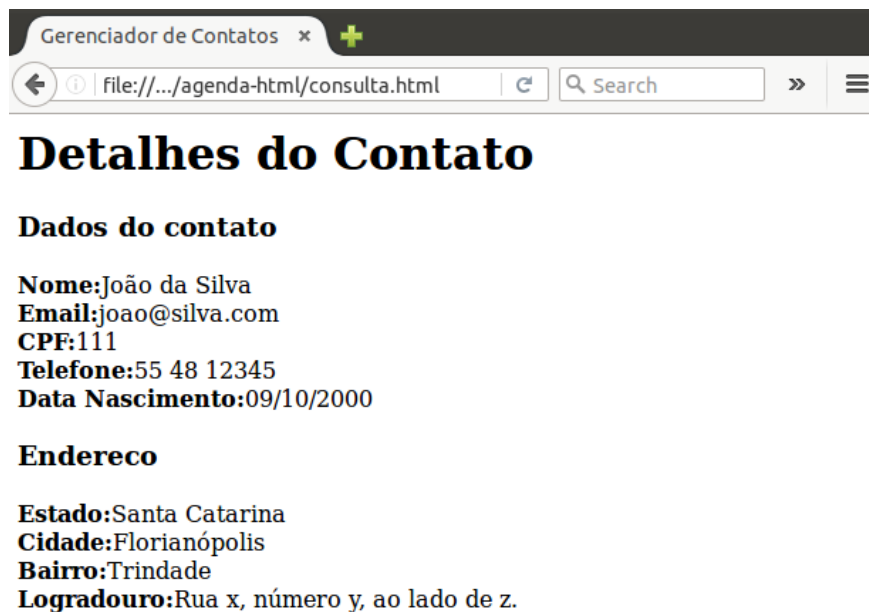 Gerenciador de Contatos
file://.../agenda-html/consulta.html
Search
Detalhes do Contato
Dados do contato
Nome:João da Silva
Email:joao@silva.com
CPF:111
Telefone:55 48 12345
Data Nascimento:09/10/2000
Endereco
Estado:Santa Catarina
Cidade:Florianópolis
Bairro:Trindade
Logradouro:Rua x, número y, ao lado de z.